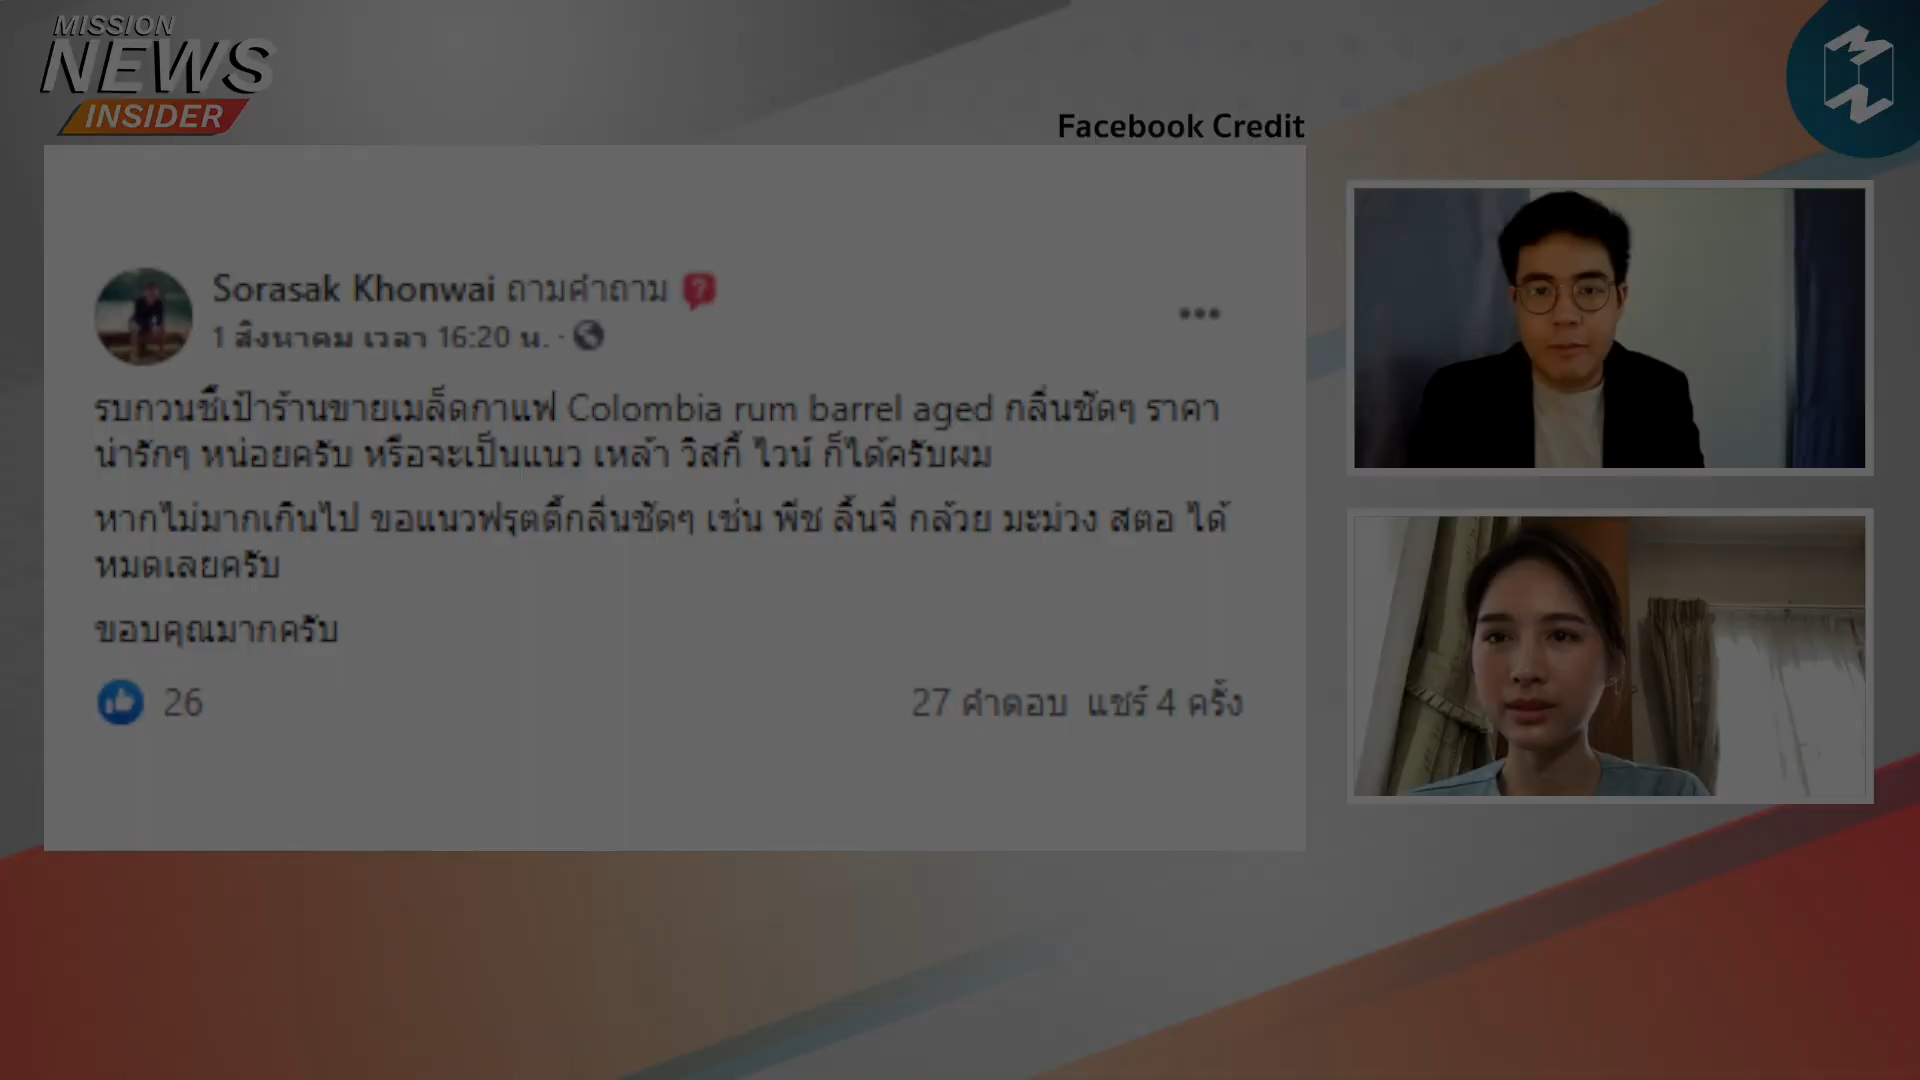 MISSION
NEWS
INSIDER
Facebook Credit
Sorasak Khonwai ถามคำถาม
1 สิงหาคม เวลา 16:20 น. ·
รบกวนชี้เป้าร้านขายเมล็ดกาแฟ Colombia rum barrel aged กลิ่นชัดๆ ราคา
น่ารักๆ หน่อยครับ หรือจะเป็นแนว เหล้า วิสกี้ ไวน์ ก็ได้ครับผม
หากไม่มากเกินไป ขอแนวฟรุตตี้กลิ่นชัดๆ เช่น พีช ลิ้นจี่ กล้วย มะม่วง สตอ ได้
หมดเลยครับ
ขอบคุณมากครับ
26
27 คำตอบ แชร์ 4 ครั้ง